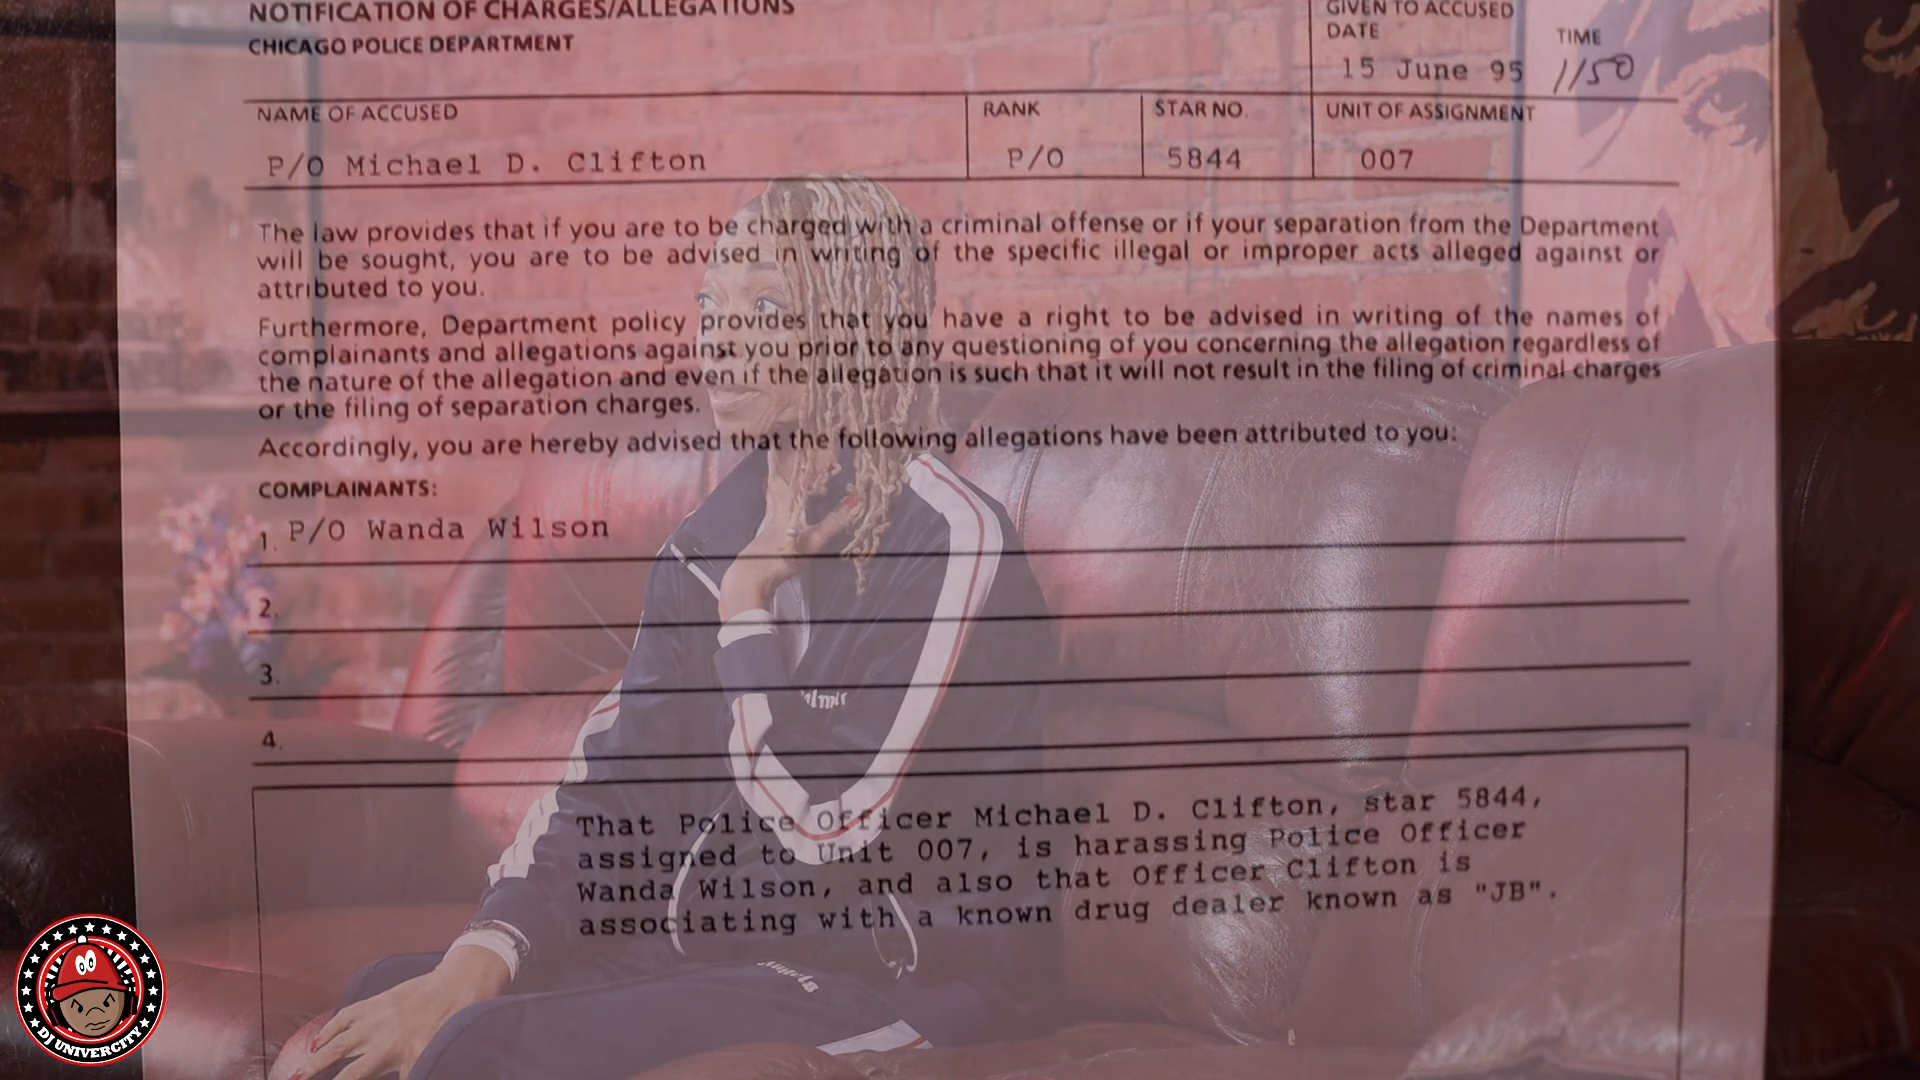 NOTIFICATION OF CHARGES/ALLEGATIONS
CHICAGO POLICE DEPARTMENT
GIVEN TO ACCUSED
DATE
TIME
15 June 95
1150
NAME OF ACCUSED
RANK
STAR NO.
UNIT OF ASSIGNMENT
P/O Michael D. Clifton
P/O
5844
007
The law provides that if you are to be charged with a criminal offense or if your separation from the Department
will be sought, you are to be advised in writing of the specific illegal or improper acts alleged against or
attributed to you.
Furthermore, Department policy provides that you have a right to be advised in writing of the names of
complainants and allegations against you prior to any questioning of you concerning the allegation regardless of
the nature of the allegation and even if the allegation is such that it will not result in the filing of criminal charges
or the filing of separation charges.
Accordingly, you are hereby advised that the following allegations have been attributed to you:
COMPLAINANTS:
1. P/O Wanda Wilson
2.
3.
4.
That Police Officer Michael D. Clifton, star 5844,
assigned to Unit 007, is harassing Police Officer
Wanda Wilson, and also that Officer Clifton is
associating with a known drug dealer known as "JB".
DJ UNIVERCITY